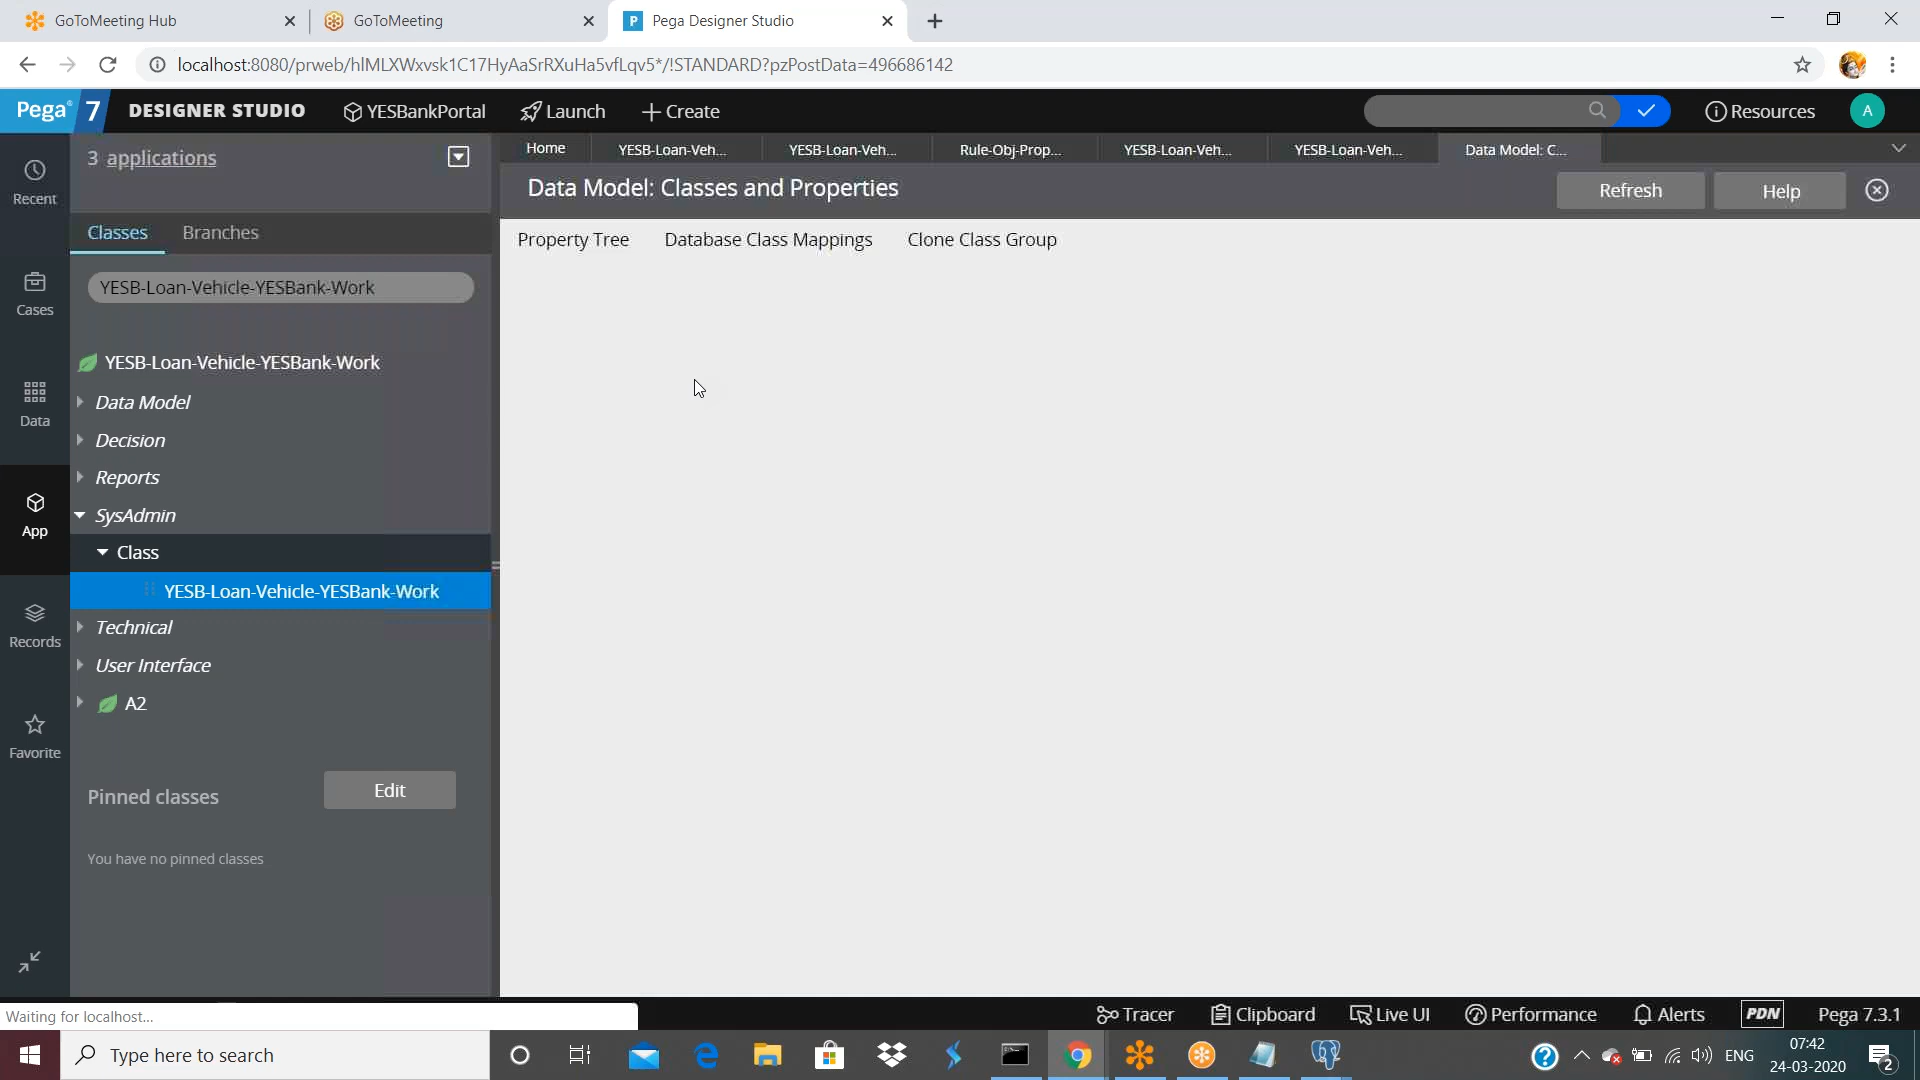 GoToMeeting Hub
GoToMeeting
Pega Designer Studio
localhost:8080/prweb/hlMLXWxvsk1C17HyAaSrRXuHa5vfLqv5*/!STANDARD?pzPostData=496686142
Pega 7 DESIGNER STUDIO YESBankPortal Launch Create Resources A
3 applications
Home YESB-Loan-Veh... YESB-Loan-Veh... Rule-Obj-Prop... YESB-Loan-Veh... YESB-Loan-Veh... Data Model: C...
Data Model: Classes and Properties Refresh Help
Property Tree Database Class Mappings Clone Class Group
Recent
Cases
Data
App
Records
Favorite
Classes Branches
YESB-Loan-Vehicle-YESBank-Work
YESB-Loan-Vehicle-YESBank-Work
Data Model
Decision
Reports
SysAdmin
Class
YESB-Loan-Vehicle-YESBank-Work
Technical
User Interface
A2
Pinned classes Edit
You have no pinned classes
Waiting for localhost...
Tracer Clipboard Live UI Performance Alerts PDN Pega 7.3.1
Type here to search
ENG
07:42
24-03-2020
2